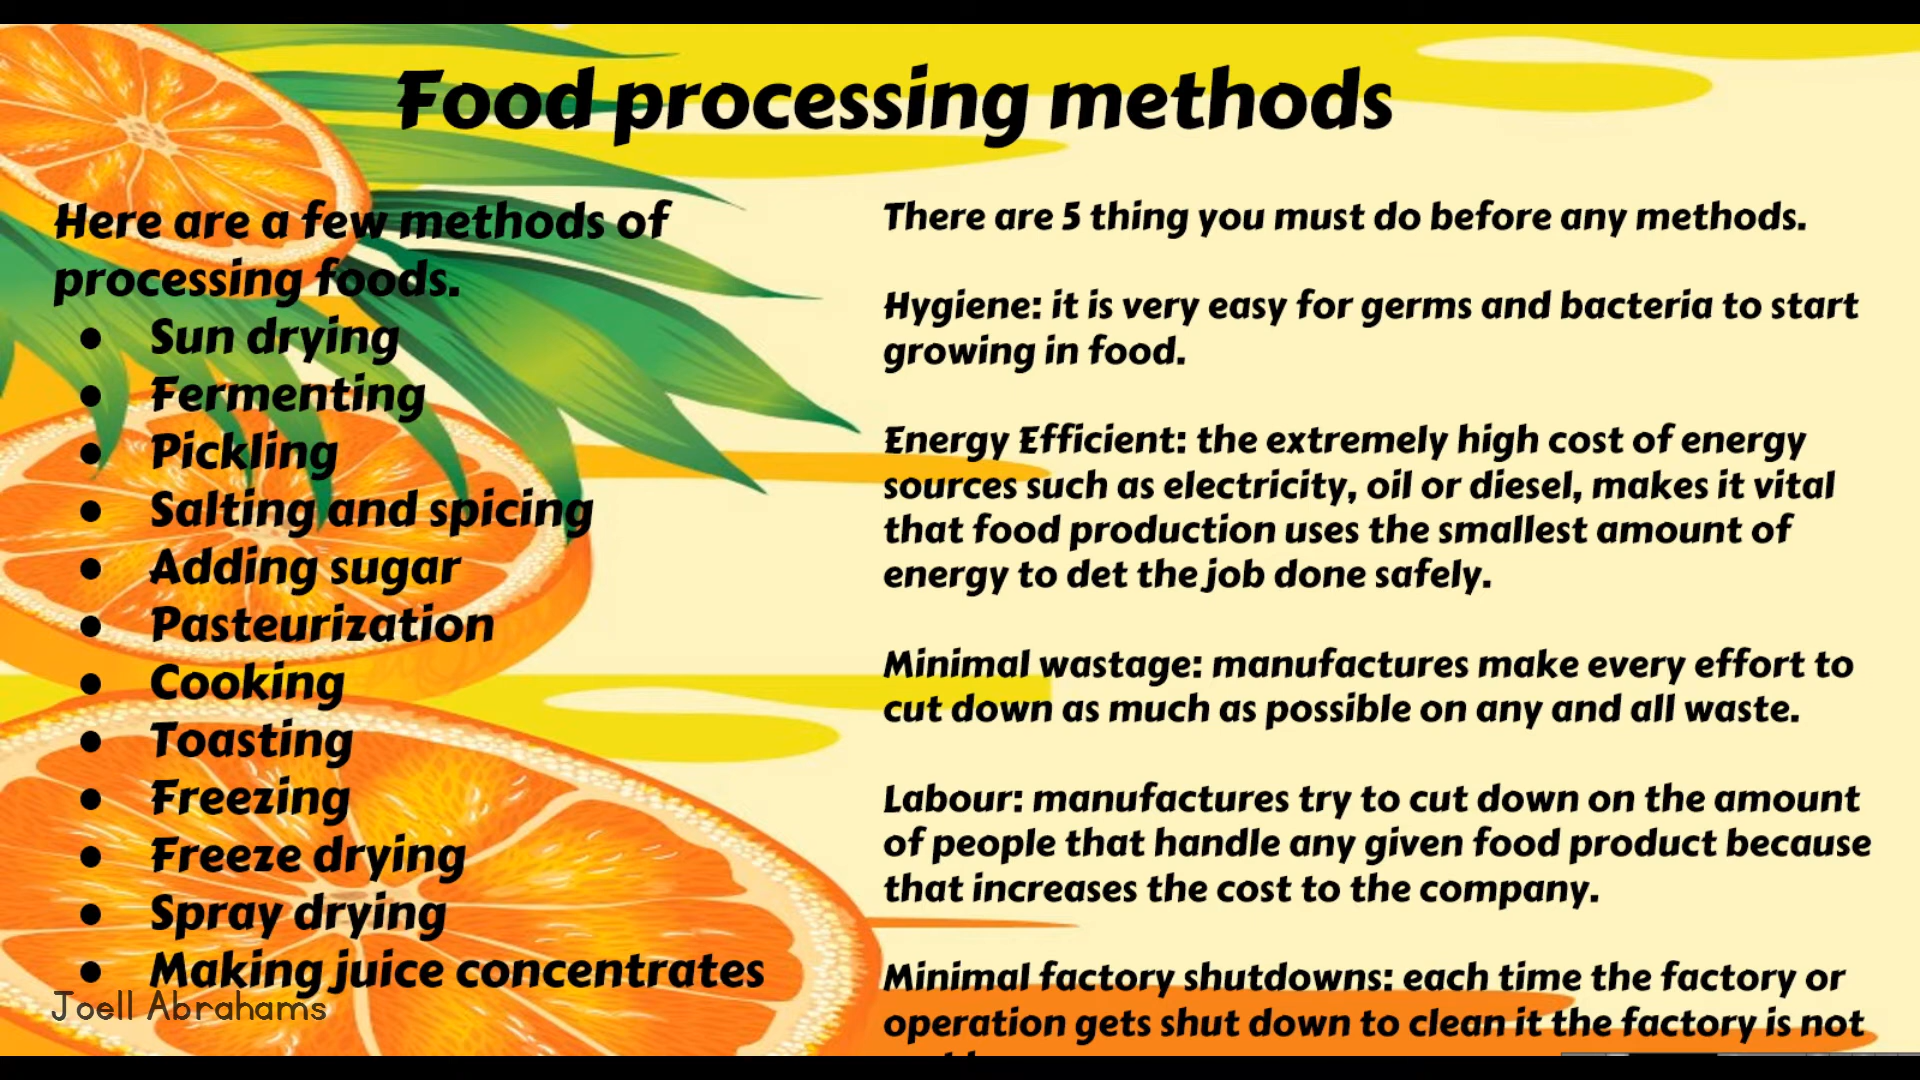 Food processing methods
Here are a few methods of
processing foods.
● Sun drying
● Fermenting
● Pickling
● Salting and spicing
● Adding sugar
● Pasteurization
● Cooking
● Toasting
● Freezing
● Freeze drying
● Spray drying
● Making juice concentrates
Joell Abrahams
There are 5 thing you must do before any methods.
Hygiene: it is very easy for germs and bacteria to start
growing in food.
Energy Efficient: the extremely high cost of energy
sources such as electricity, oil or diesel, makes it vital
that food production uses the smallest amount of
energy to det the job done safely.
Minimal wastage: manufactures make every effort to
cut down as much as possible on any and all waste.
Labour: manufactures try to cut down on the amount
of people that handle any given food product because
that increases the cost to the company.
Minimal factory shutdowns: each time the factory or
operation gets shut down to clean it the factory is not